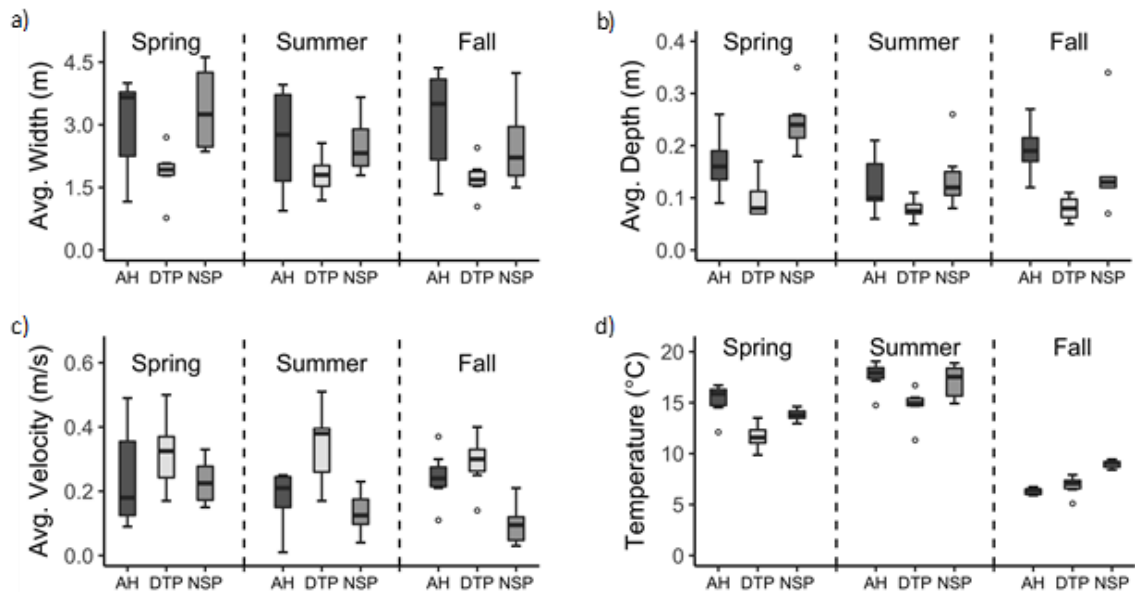 a)
Spring Summer Fall
Avg. Width (m)
4.5
3.0
1.5
0.0
AH DTP NSP AH DTP NSP AH DTP NSP
b)
Spring Summer Fall
Avg. Depth (m)
0.4
0.3
0.2
0.1
0.0
AH DTP NSP AH DTP NSP AH DTP NSP
c)
Spring Summer Fall
Avg. Velocity (m/s)
0.6
0.4
0.2
0.0
AH DTP NSP AH DTP NSP AH DTP NSP
d)
Spring Summer Fall
Temperature (°C)
20
15
10
5
0
AH DTP NSP AH DTP NSP AH DTP NSP